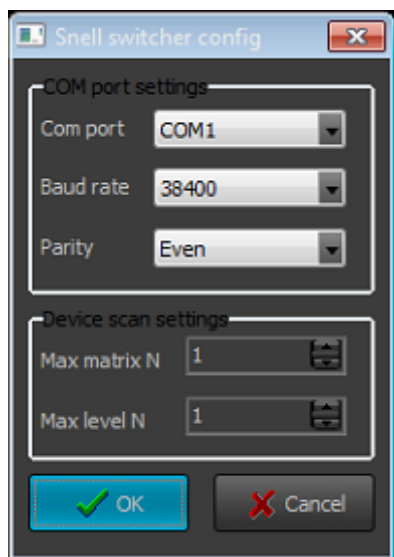 Snell switcher config
COM port settings
Com port COM1
Baud rate 38400
Parity Even
Device scan settings
Max matrix N 1
Max level N 1
OK Cancel